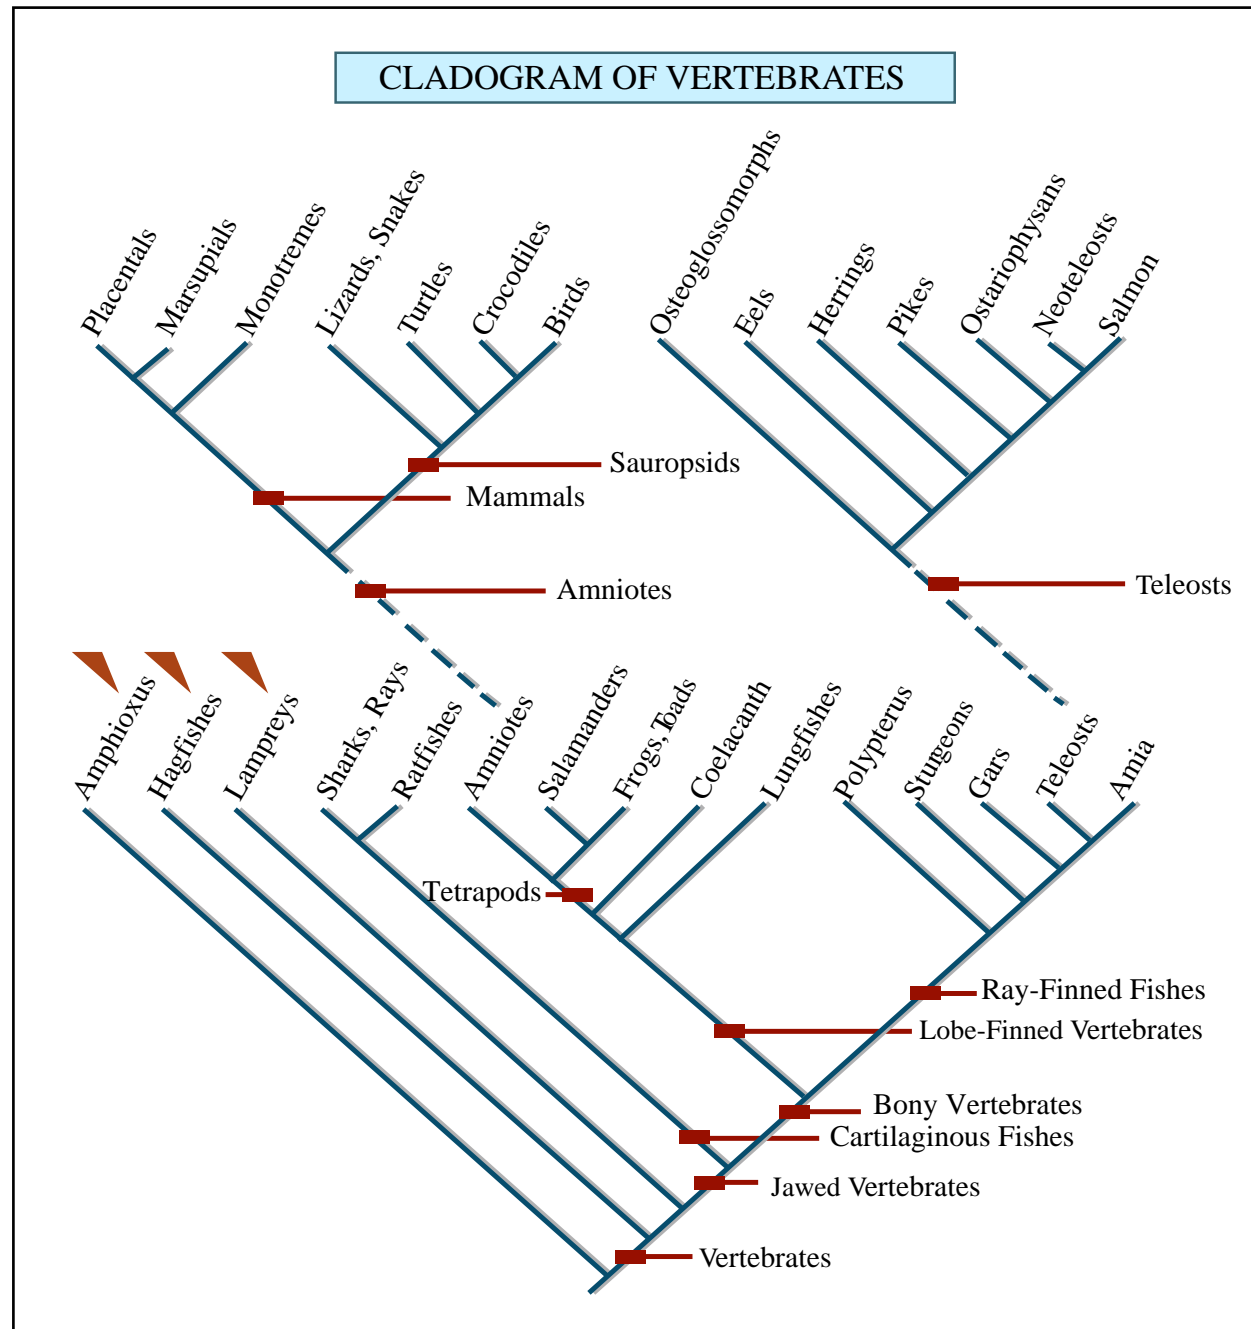 CLADOGRAM OF VERTEBRATES
Placentals
Marsupials
Monotremes
Lizards, Snakes
Turtles
Crocodiles
Birds
Osteoglossomorphs
Eels
Herrings
Pikes
Ostariophysans
Neoteleosts
Salmon
Sauropsids
Mammals
Amniotes
Teleosts
Amphioxus
Hagfishes
Lampreys
Sharks, Rays
Ratfishes
Amniotes
Salamanders
Frogs, Toads
Coelacanth
Lungfishes
Polypterus
Stugeons
Gars
Teleosts
Amia
Tetrapods
Ray-Finned Fishes
Lobe-Finned Vertebrates
Bony Vertebrates
Cartilaginous Fishes
Jawed Vertebrates
Vertebrates